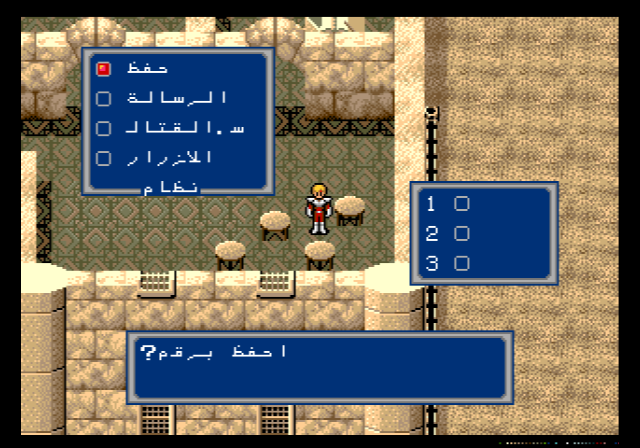 حفظ
الرسالة
س.القتال
الازرار
نظام
1
2
3
احفظ برقم?